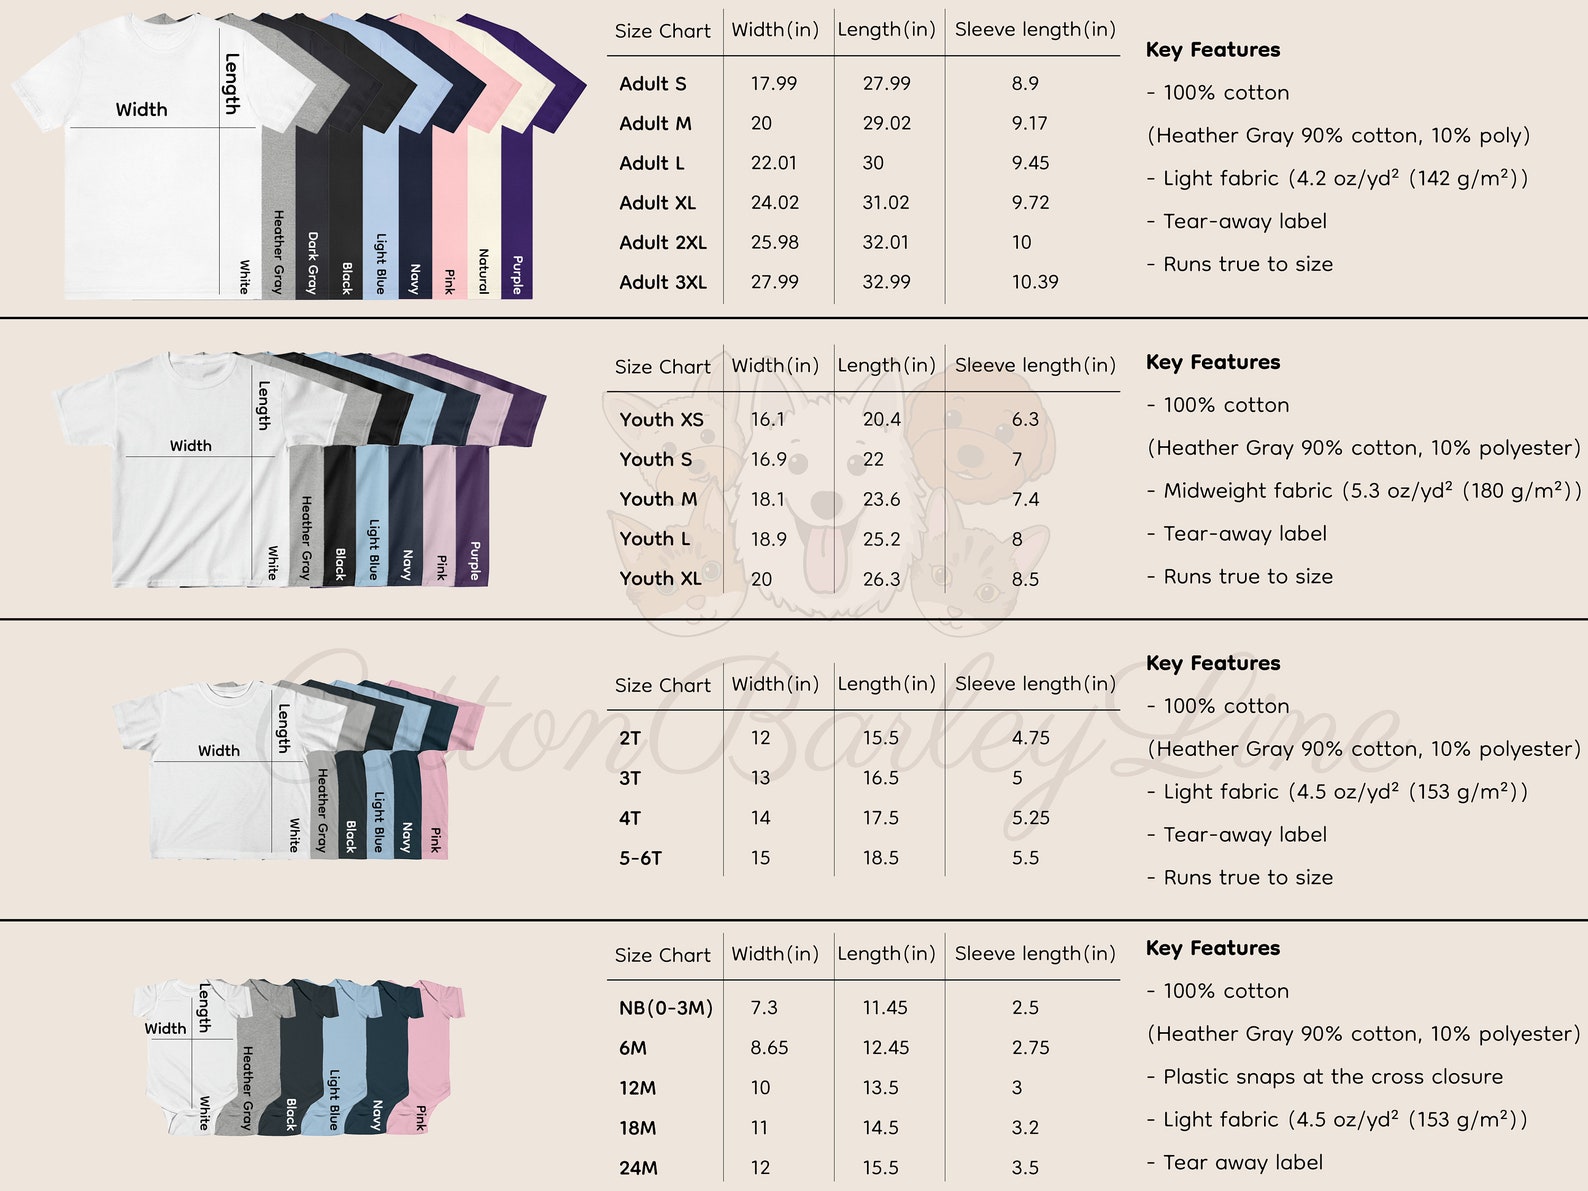 Width
Length
White
Heather Gray
Dark Gray
Black
Light Blue
Navy
Pink
Natural
Purple
Size Chart Width(in) Length(in) Sleeve length(in)
Adult S 17.99 27.99 8.9
Adult M 20 29.02 9.17
Adult L 22.01 30 9.45
Adult XL 24.02 31.02 9.72
Adult 2XL 25.98 32.01 10
Adult 3XL 27.99 32.99 10.39
Key Features
- 100% cotton
(Heather Gray 90% cotton, 10% poly)
- Light fabric (4.2 oz/yd² (142 g/m²))
- Tear-away label
- Runs true to size
Width
Length
White
Heather Gray
Black
Light Blue
Navy
Pink
Purple
Size Chart Width(in) Length(in) Sleeve length(in)
Youth XS 16.1 20.4 6.3
Youth S 16.9 22 7
Youth M 18.1 23.6 7.4
Youth L 18.9 25.2 8
Youth XL 20 26.3 8.5
Key Features
- 100% cotton
(Heather Gray 90% cotton, 10% polyester)
- Midweight fabric (5.3 oz/yd² (180 g/m²))
- Tear-away label
- Runs true to size
CottonBarleyLine
Width
Length
White
Heather Gray
Black
Light Blue
Navy
Pink
Size Chart Width(in) Length(in) Sleeve length(in)
2T 12 15.5 4.75
3T 13 16.5 5
4T 14 17.5 5.25
5-6T 15 18.5 5.5
Key Features
- 100% cotton
(Heather Gray 90% cotton, 10% polyester)
- Light fabric (4.5 oz/yd² (153 g/m²))
- Tear-away label
- Runs true to size
Width
Length
White
Heather Gray
Black
Light Blue
Navy
Pink
Size Chart Width(in) Length(in) Sleeve length(in)
NB(0-3M) 7.3 11.45 2.5
6M 8.65 12.45 2.75
12M 10 13.5 3
18M 11 14.5 3.2
24M 12 15.5 3.5
Key Features
- 100% cotton
(Heather Gray 90% cotton, 10% polyester)
- Plastic snaps at the cross closure
- Light fabric (4.5 oz/yd² (153 g/m²))
- Tear away label